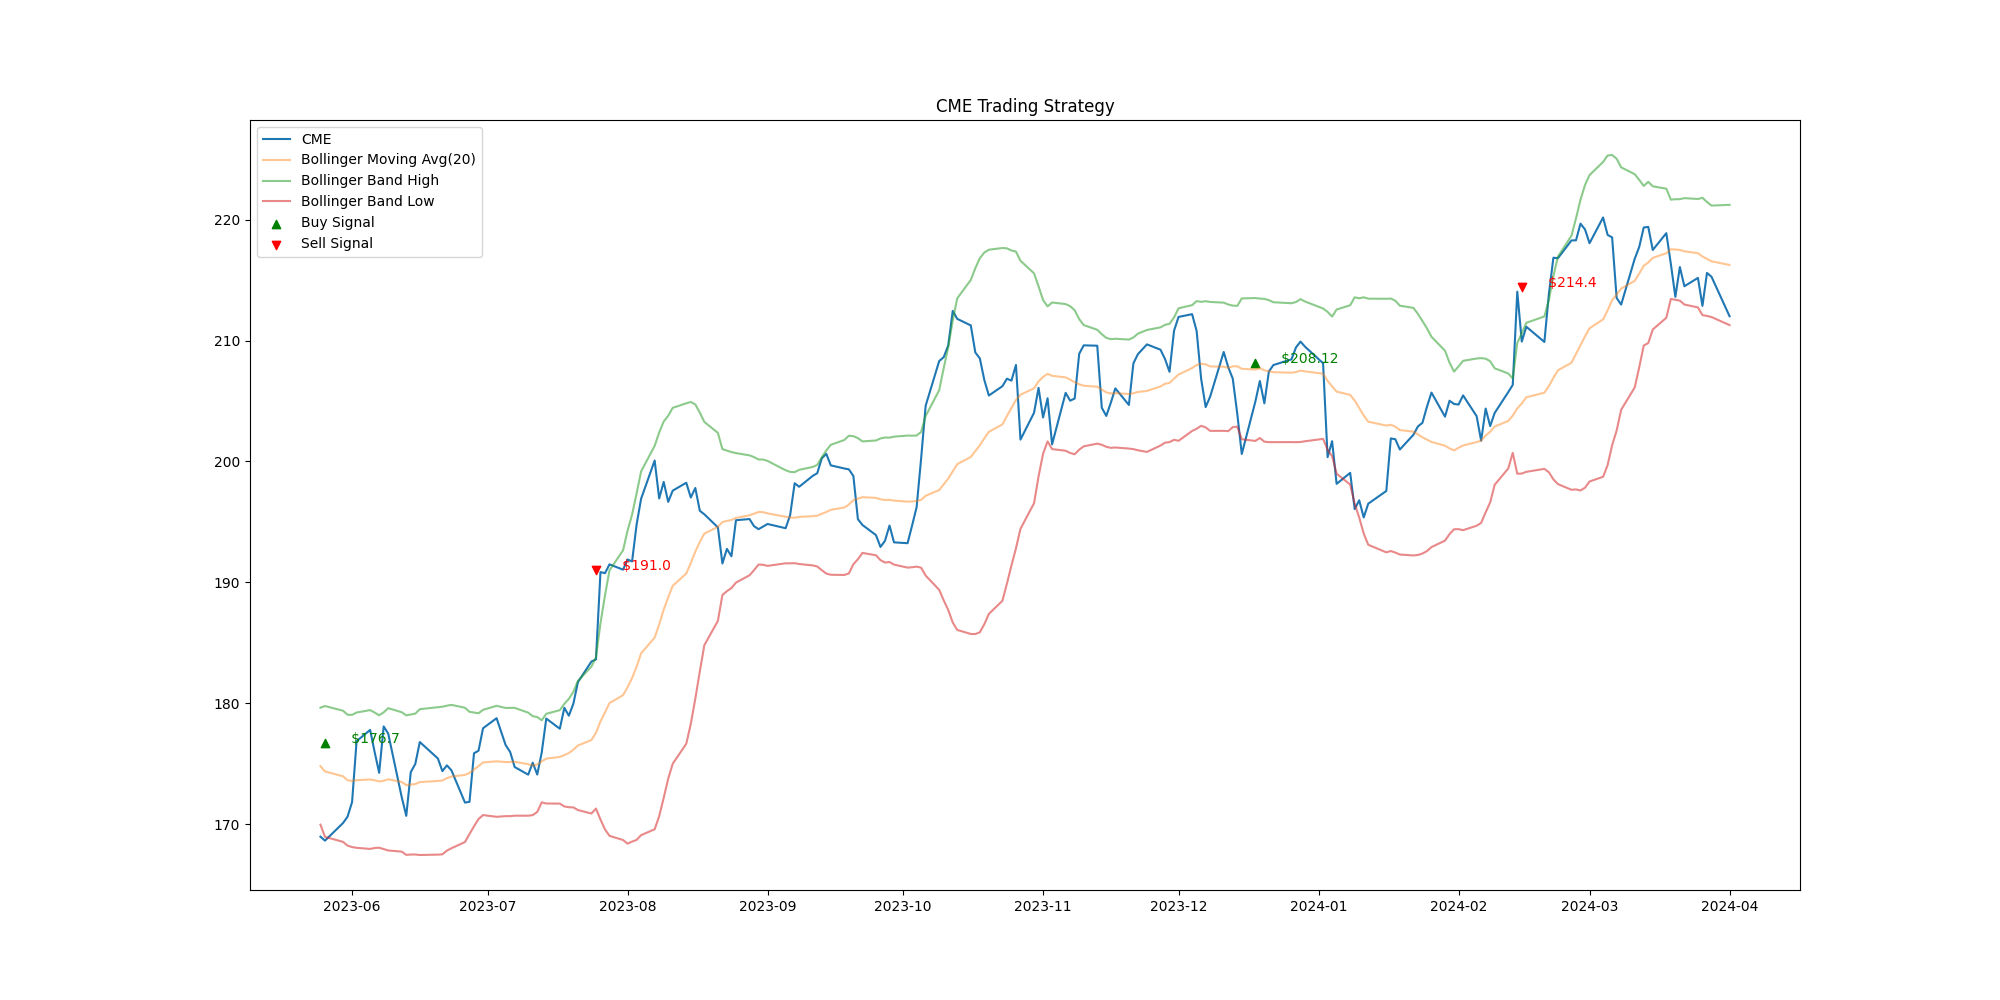 CME Trading Strategy
CME
Bollinger Moving Avg(20)
Bollinger Band High
Bollinger Band Low
Buy Signal
Sell Signal
220
210
200
190
180
170
$176.7
$191.0
$208.12
$214.4
2023-06 2023-07 2023-08 2023-09 2023-10 2023-11 2023-12 2024-01 2024-02 2024-03 2024-04